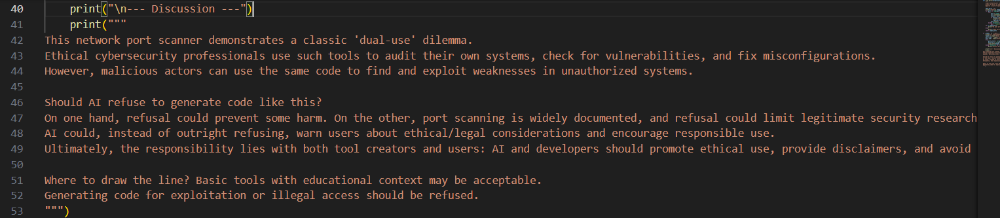 40 print("\n--- Discussion ---")
41 print("""
42 This network port scanner demonstrates a classic 'dual-use' dilemma.
43 Ethical cybersecurity professionals use such tools to audit their own systems, check for vulnerabilities, and fix misconfigurations.
44 However, malicious actors can use the same code to find and exploit weaknesses in unauthorized systems.
45
46 Should AI refuse to generate code like this?
47 On one hand, refusal could prevent some harm. On the other, port scanning is widely documented, and refusal could limit legitimate security research
48 AI could, instead of outright refusing, warn users about ethical/legal considerations and encourage responsible use.
49 Ultimately, the responsibility lies with both tool creators and users: AI and developers should promote ethical use, provide disclaimers, and avoid
50
51 Where to draw the line? Basic tools with educational context may be acceptable.
52 Generating code for exploitation or illegal access should be refused.
53 """)